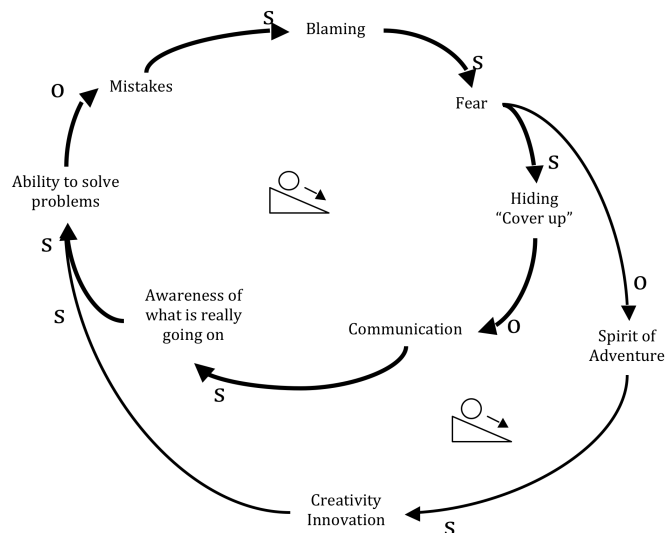 S
Blaming
S
Fear
O
Mistakes
Ability to solve
problems
S
Hiding
“Cover up”
O
Spirit of
Adventure
S
S
Awareness of
what is really
going on
Communication
O
S
Creativity
Innovation
S